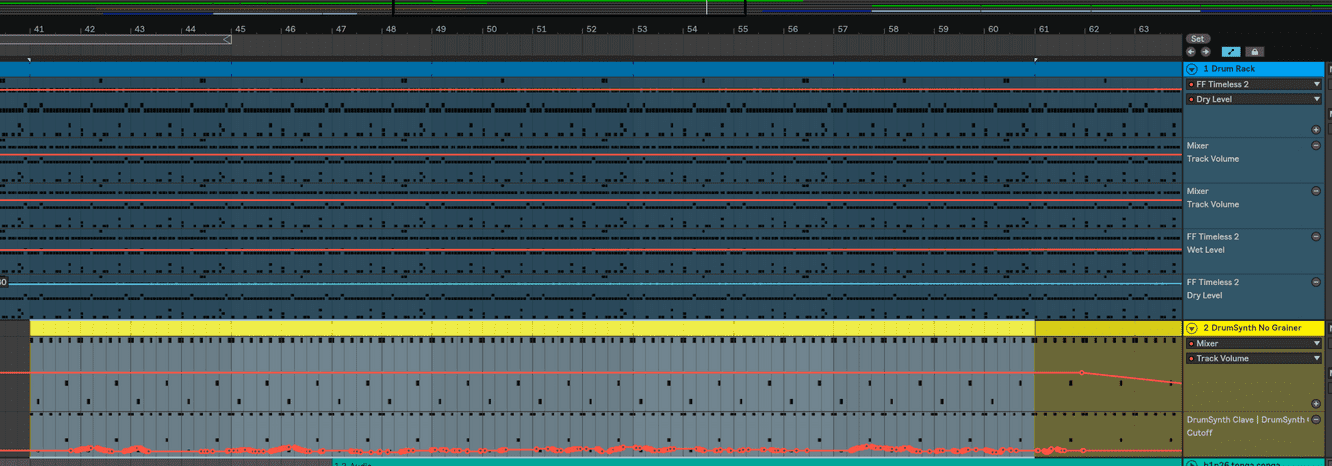 41 42 43 44 45 46 47 48 49 50 51 52 53 54 55 56 57 58 59 60 61 62 63
Set
1 Drum Rack
FF Timeless 2
Dry Level
Mixer
Track Volume
Mixer
Track Volume
FF Timeless 2
Wet Level
FF Timeless 2
Dry Level
2 DrumSynth No Grainer
Mixer
Track Volume
DrumSynth Clave | DrumSynth
Cutoff